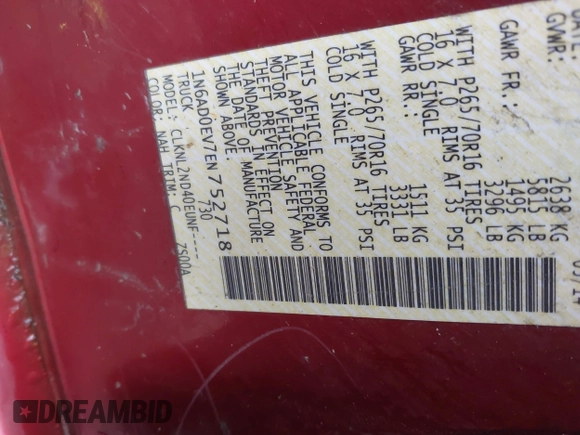 DATE:
GVWR: 2638 KG
5815 LB
GAWR FR: 1495 KG
3296 LB
WITH P265/70R16 TIRES
16 X 7.0 RIMS AT 35 PSI
COLD SINGLE
GAWR RR: 1511 KG
3331 LB
WITH P265/70R16 TIRES
16 X 7.0 RIMS AT 35 PSI
COLD SINGLE
THIS VEHICLE CONFORMS TO
ALL APPLICABLE FEDERAL
MOTOR VEHICLE SAFETY AND
THEFT PREVENTION
STANDARDS IN EFFECT ON
THE DATE OF MANUFACTURE
SHOWN ABOVE.
1N6AD0EV7EN752718
TRUCK 730
MODEL: CLKNL2ND40EUNF-----
COLOR: NAH TRIM: C ZS00A
DREAMBID